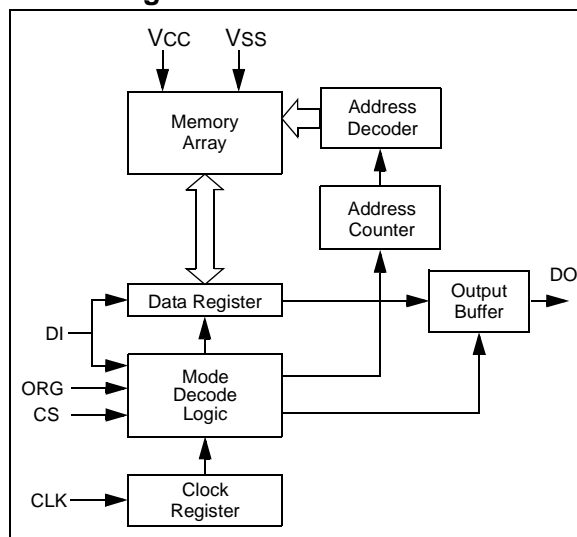 VCC
VSS
Memory
Array
Address
Decoder
Address
Counter
Data Register
Output
Buffer
DO
DI
ORG
CS
Mode
Decode
Logic
CLK
Clock
Register